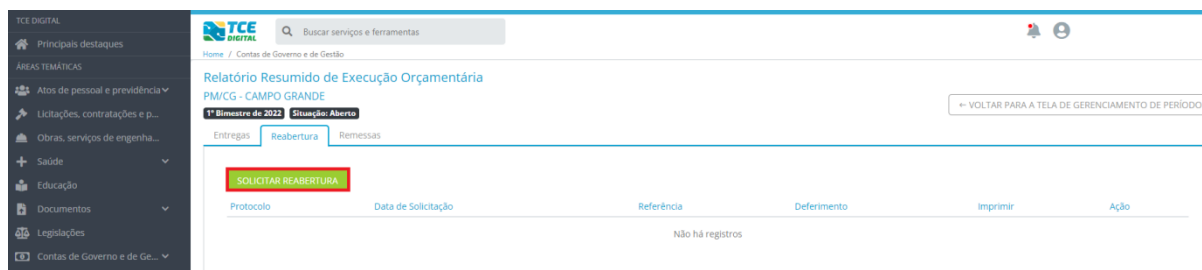 TCE DIGITAL
Principais destaques
ÁREAS TEMÁTICAS
Atos de pessoal e previdência
Licitações, contratações e p...
Obras, serviços de engenha...
Saúde
Educação
Documentos
Legislações
Contas de Governo e de Ge...
TCE
DIGITAL
Buscar serviços e ferramentas
Home / Contas de Governo e de Gestão
Relatório Resumido de Execução Orçamentária
PM/CG - CAMPO GRANDE
1º Bimestre de 2022 Situação: Aberto
← VOLTAR PARA A TELA DE GERENCIAMENTO DE PERÍODO
Entregas Reabertura Remessas
SOLICITAR REABERTURA
Protocolo Data de Solicitação Referência Deferimento Imprimir Ação
Não há registros